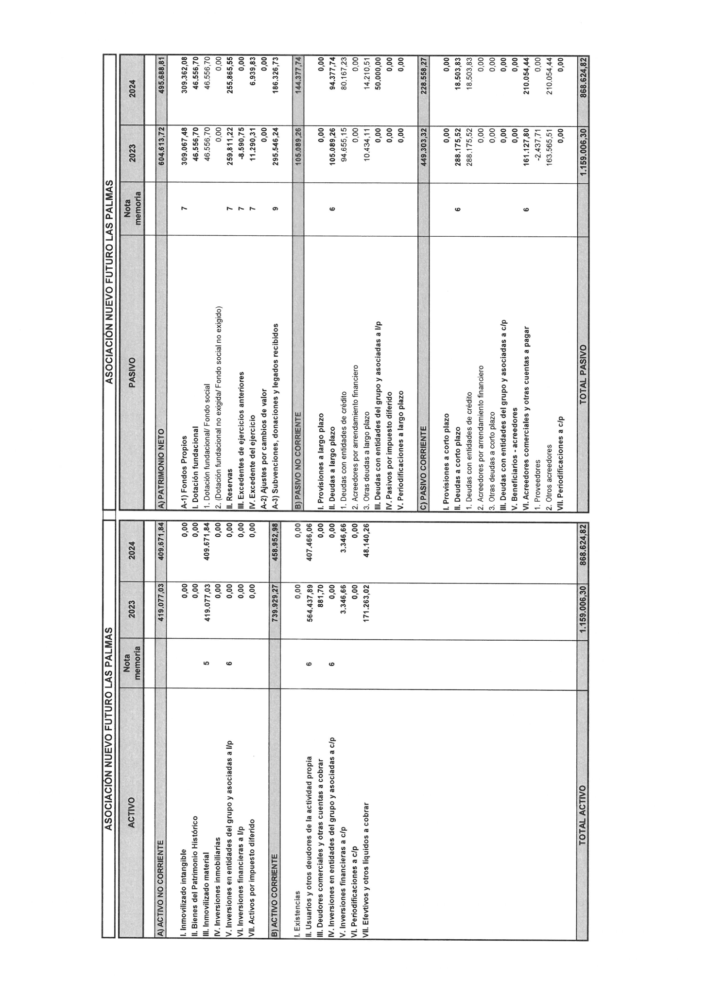 ASOCIACIÓN NUEVO FUTURO LAS PALMAS
ACTIVO Nota memoria 2023 2024
A) ACTIVO NO CORRIENTE 419.077,03 409.671,84
I. Inmovilizado intangible 0,00 0,00
II. Bienes del Patrimonio Histórico 0,00 0,00
III. Inmovilizado material 5 419.077,03 409.671,84
IV. Inversiones inmobiliarias 0,00 0,00
V. Inversiones en entidades del grupo y asociadas a l/p 6 0,00 0,00
VI. Inversiones financieras a l/p 0,00 0,00
VII. Activos por impuesto diferido 0,00 0,00
B) ACTIVO CORRIENTE 739.929,27 458.952,98
I. Existencias 0,00 0,00
II. Usuarios y otros deudores de la actividad propia 6 564.437,89 407.466,06
III. Deudores comerciales y otras cuentas a cobrar 881,70 0,00
IV. Inversiones en entidades del grupo y asociadas a c/p 6 0,00 0,00
V. Inversiones financieras a c/p 3.346,66 3.346,66
VI. Periodificaciones a c/p 0,00 0,00
VII. Efevtivos y otros líquidos a cobrar 171.263,02 48.140,26
TOTAL ACTIVO 1.159.006,30 868.624,82
ASOCIACIÓN NUEVO FUTURO LAS PALMAS
PASIVO Nota memoria 2023 2024
A) PATRIMONIO NETO 604.613,72 495.688,81
A-1) Fondos Propios 7 309.067,48 309.362,08
I. Dotación fundacional 46.556,70 46.556,70
1. Dotación fundacional/ Fondo social 46.556,70 46.556,70
2. (Dotación fundacional no exigida/ Fondo social no exigido) 0,00 0,00
II. Reservas 7 259.811,22 255.865,55
III. Excedentes de ejercicios anteriores 7 -8.590,75 0,00
IV. Excedente del ejercicio 7 11.290,31 6.939,83
A-2) Ajustes por cambios de valor 0,00 0,00
A-3) Subvenciones, donaciones y legados recibidos 9 295.546,24 186.326,73
B) PASIVO NO CORRIENTE 105.089,26 144.377,74
I. Provisiones a largo plazo 0,00 0,00
II. Deudas a largo plazo 6 105.089,26 94.377,74
1. Deudas con entidades de crédito 94.655,15 80.167,23
2. Acreedores por arrendamiento financiero 0,00 0,00
3. Otras deudas a largo plazo 10.434,11 14.210,51
III. Deudas con entidades del grupo y asociadas a l/p 0,00 50.000,00
IV. Pasivos por impuesto diferido 0,00 0,00
V. Periodificaciones a largo plazo 0,00 0,00
C) PASIVO CORRIENTE 449.303,32 228.558,27
I. Provisiones a corto plazo 0,00 0,00
II. Deudas a corto plazo 6 288.175,52 18.503,83
1. Deudas con entidades de crédito 288.175,52 18.503,83
2. Acreedores por arrendamiento financiero 0,00 0,00
3. Otras deudas a corto plazo 0,00 0,00
III. Deudas con entidades del grupo y asociadas a c/p 0,00 0,00
V. Beneficiarios - acreedores 0,00 0,00
VI. Acreedores comerciales y otras cuentas a pagar 6 161.127,80 210.054,44
1. Proveedores -2.437,71 0,00
2. Otros acreedores 163.565,51 210.054,44
VII. Periodificaciones a c/p 0,00 0,00
TOTAL PASIVO 1.159.006,30 868.624,82